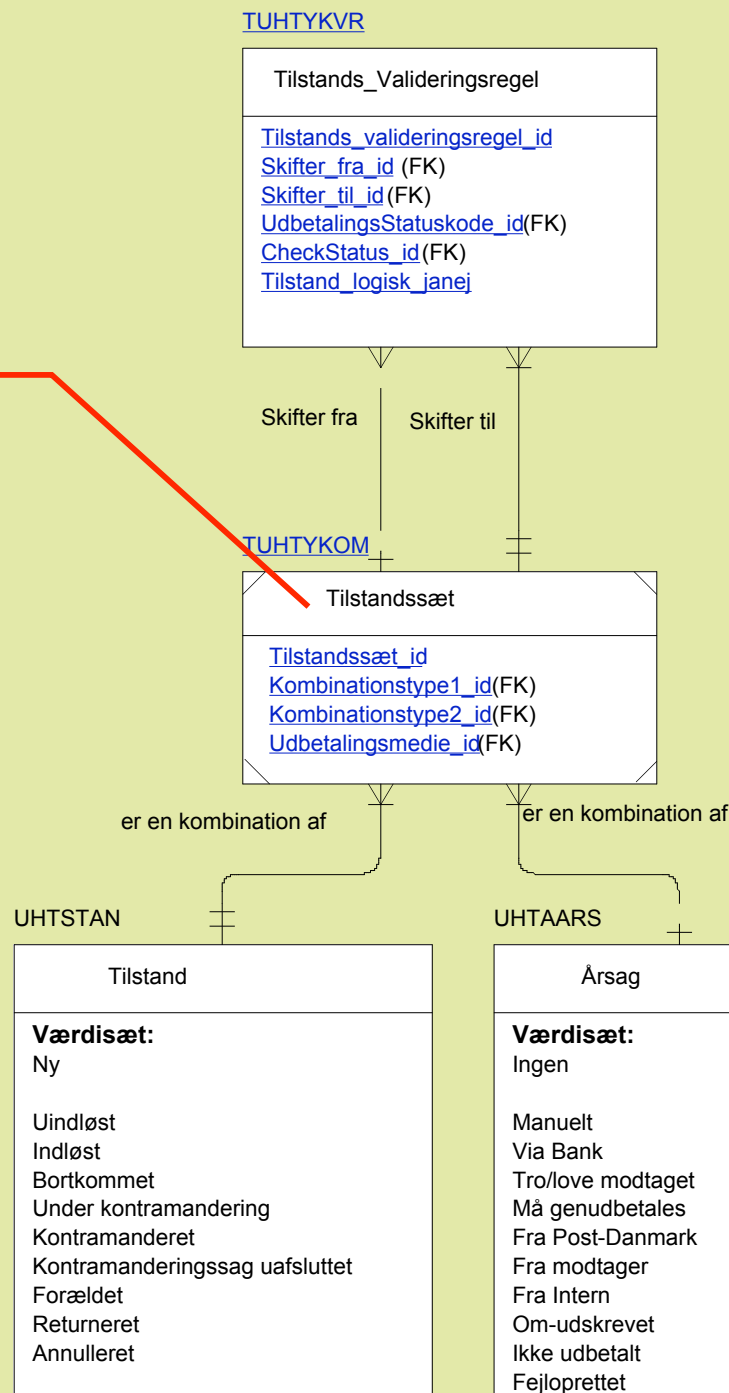 TUHTYKVR
Tilstands_Valideringsregel
Tilstands_valideringsregel_id
Skifter_fra_id (FK)
Skifter_til_id (FK)
UdbetalingsStatuskode_id(FK)
CheckStatus_id (FK)
Tilstand_logisk_janej
Skifter fra
Skifter til
TUHTYKOM
Tilstandssæt
Tilstandssæt_id
Kombinationstype1_id(FK)
Kombinationstype2_id(FK)
Udbetalingsmedie_id(FK)
er en kombination af
er en kombination af
UHTSTAN
Tilstand
Værdisæt:
Ny
Uindløst
Indløst
Bortkommet
Under kontramandering
Kontramanderet
Kontramanderingssag uafsluttet
Forældet
Returneret
Annulleret
UHTAARS
Årsag
Værdisæt:
Ingen
Manuelt
Via Bank
Tro/love modtaget
Må genudbetales
Fra Post-Danmark
Fra modtager
Fra Intern
Om-udskrevet
Ikke udbetalt
Fejloprettet